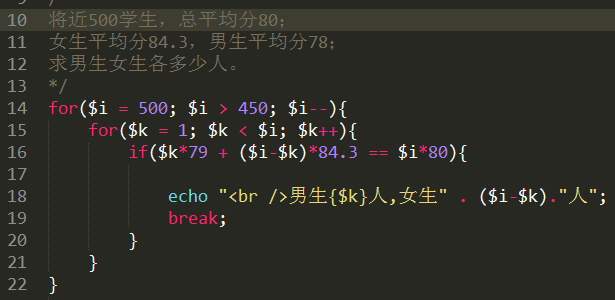 10 将近500学生，总平均分80；
11 女生平均分84.3，男生平均分78；
12 求男生女生各多少人。
13 */
14 for($i = 500; $i > 450; $i--){
15 for($k = 1; $k < $i; $k++){
16 if($k*79 + ($i-$k)*84.3 == $i*80){
17
18 echo "<br />男生{$k}人,女生" . ($i-$k)."人";
19 break;
20 }
21 }
22 }